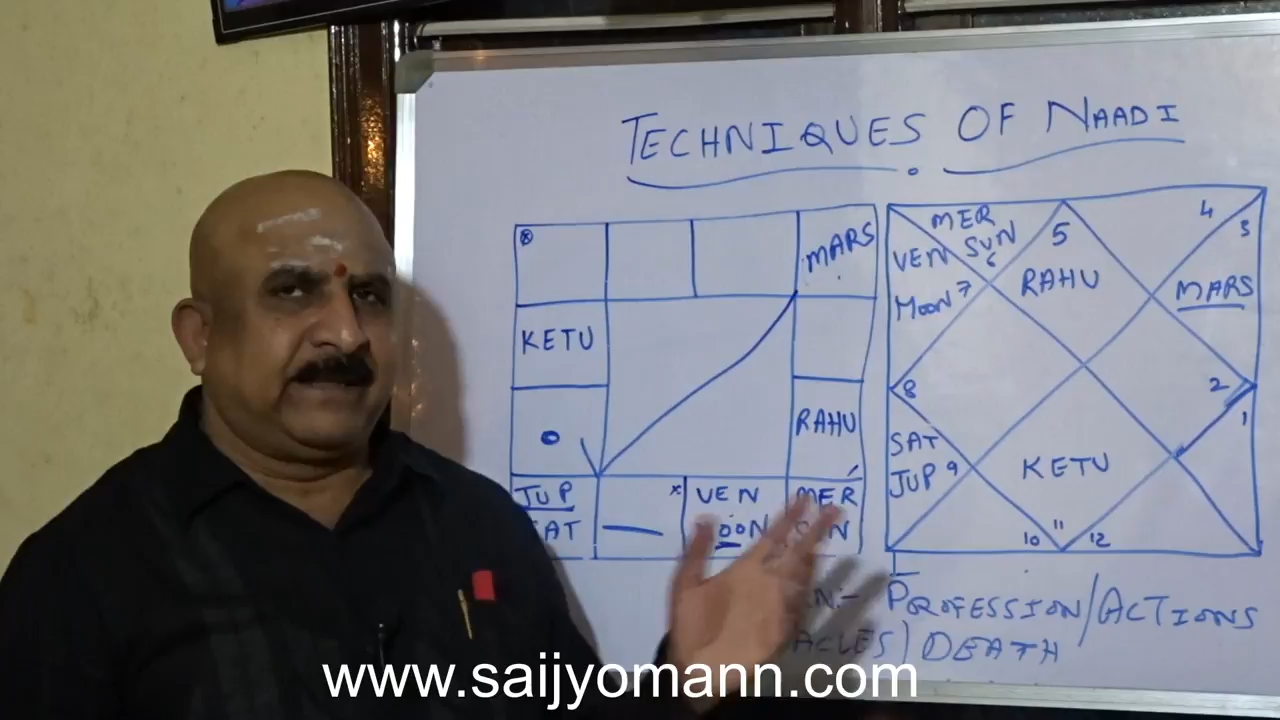 TECHNIQUES OF NAADI
MARS
KETU
RAHU
JUP
VEN
MER
MOON
MER
SUN
VEN
6
MOON 7
5
RAHU
4
3
MARS
2
1
8
SAT
JUP 9
KETU
10
11
12
PROFESSION/ACTIONS
DEATH
www.saijyomann.com